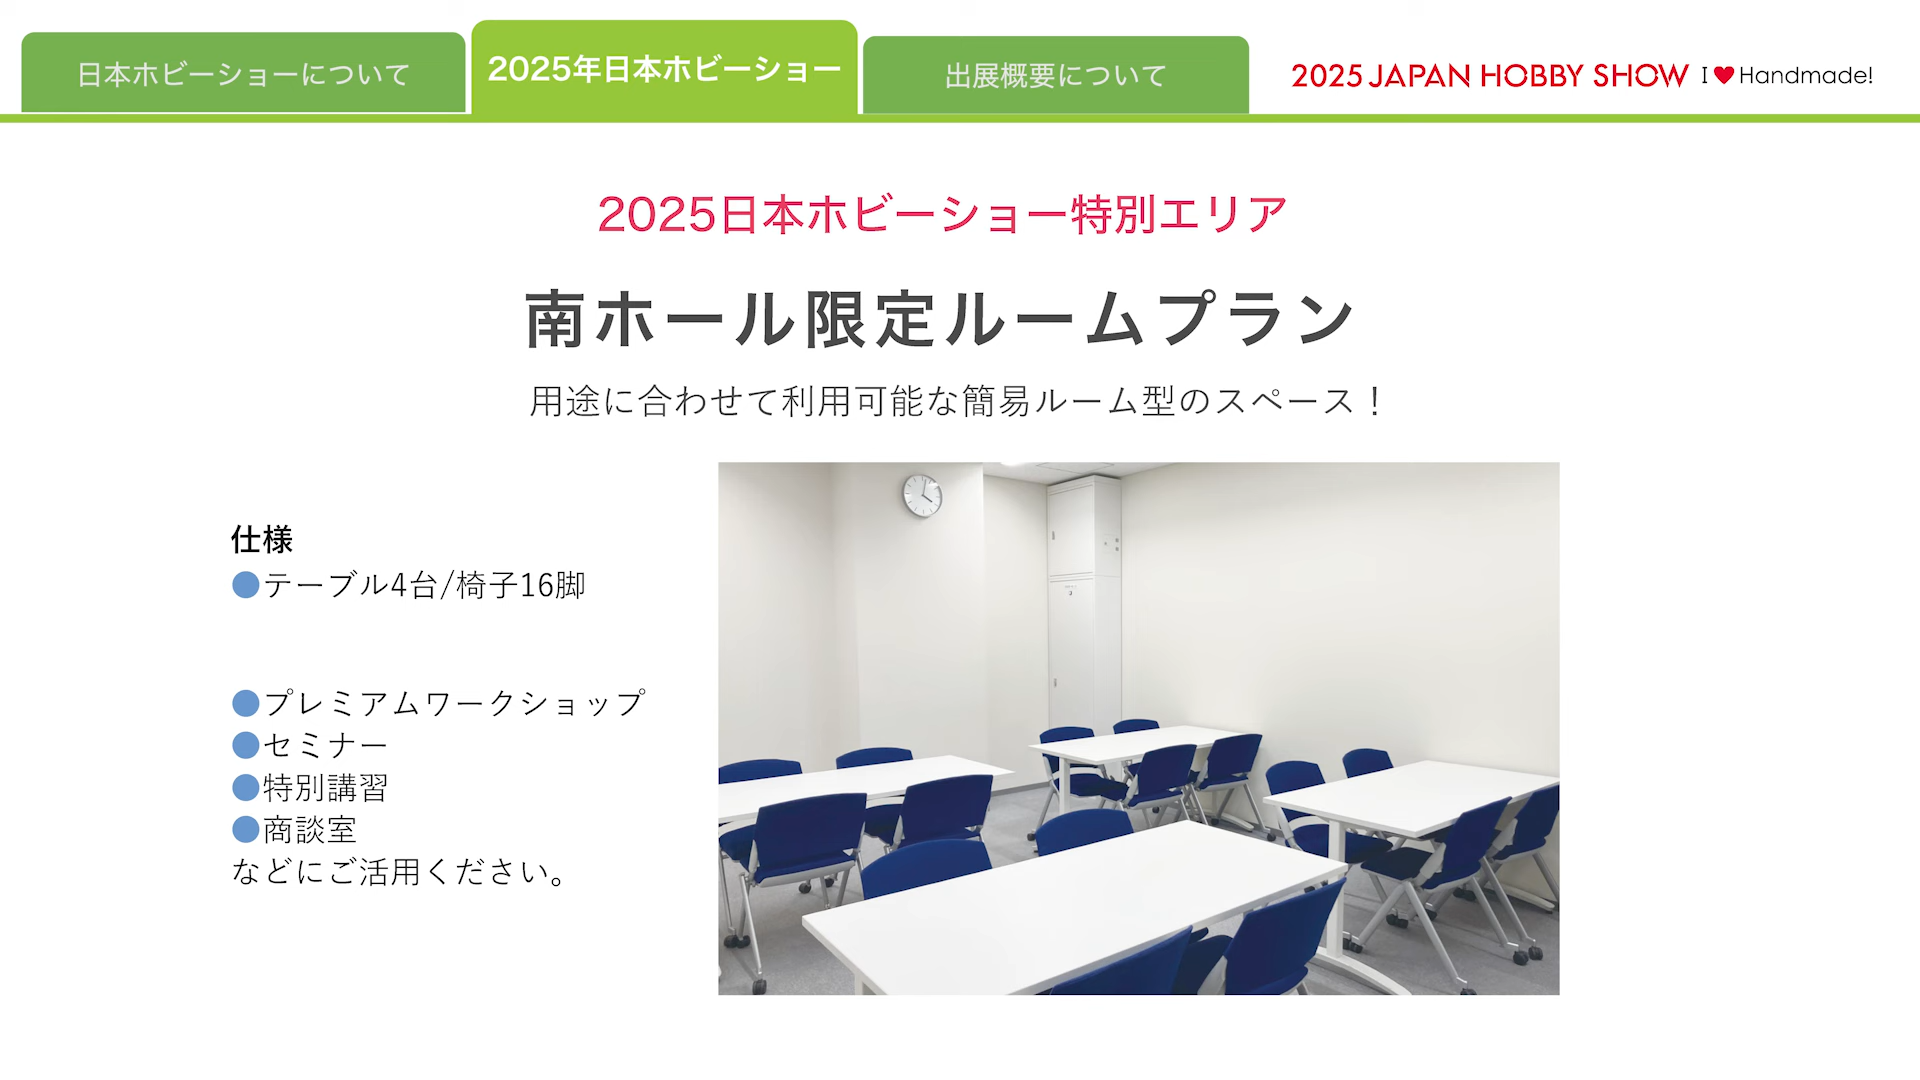 日本ホビーショーについて
2025年日本ホビーショー
出展概要について
2025 JAPAN HOBBY SHOW I ♥ Handmade!
2025日本ホビーショー特別エリア
南ホール限定ルームプラン
用途に合わせて利用可能な簡易ルーム型のスペース！
仕様
●テーブル4台/椅子16脚
●プレミアムワークショップ
●セミナー
●特別講習
●商談室
などにご活用ください。